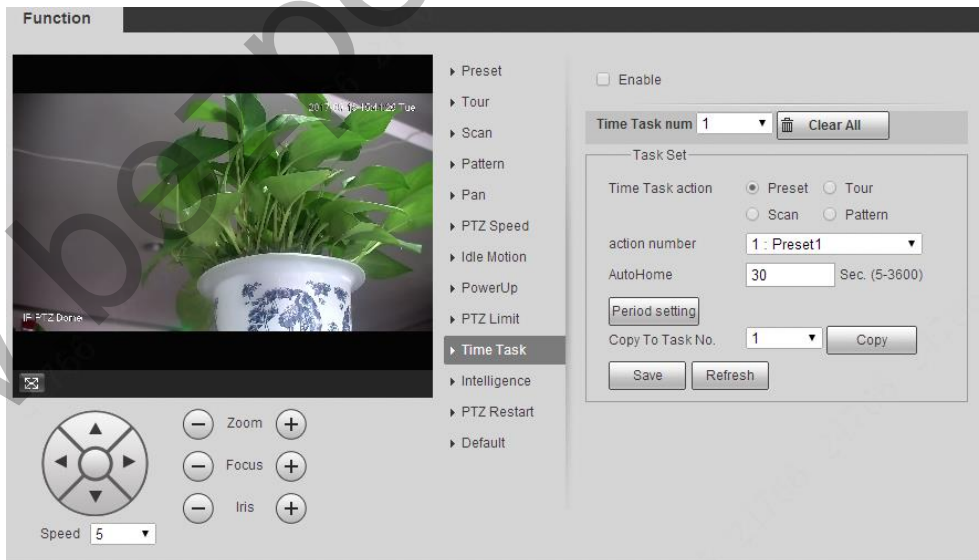 Function
IP PTZ Dome
Preset
Tour
Scan
Pattern
Pan
PTZ Speed
Idle Motion
PowerUp
PTZ Limit
Time Task
Intelligence
PTZ Restart
Default
Enable
Time Task num 1 Clear All
Task Set
Time Task action Preset Tour
Scan Pattern
action number 1 : Preset1
AutoHome 30 Sec. (5-3600)
Period setting
Copy To Task No. 1 Copy
Save Refresh
Zoom
Focus
Iris
Speed 5